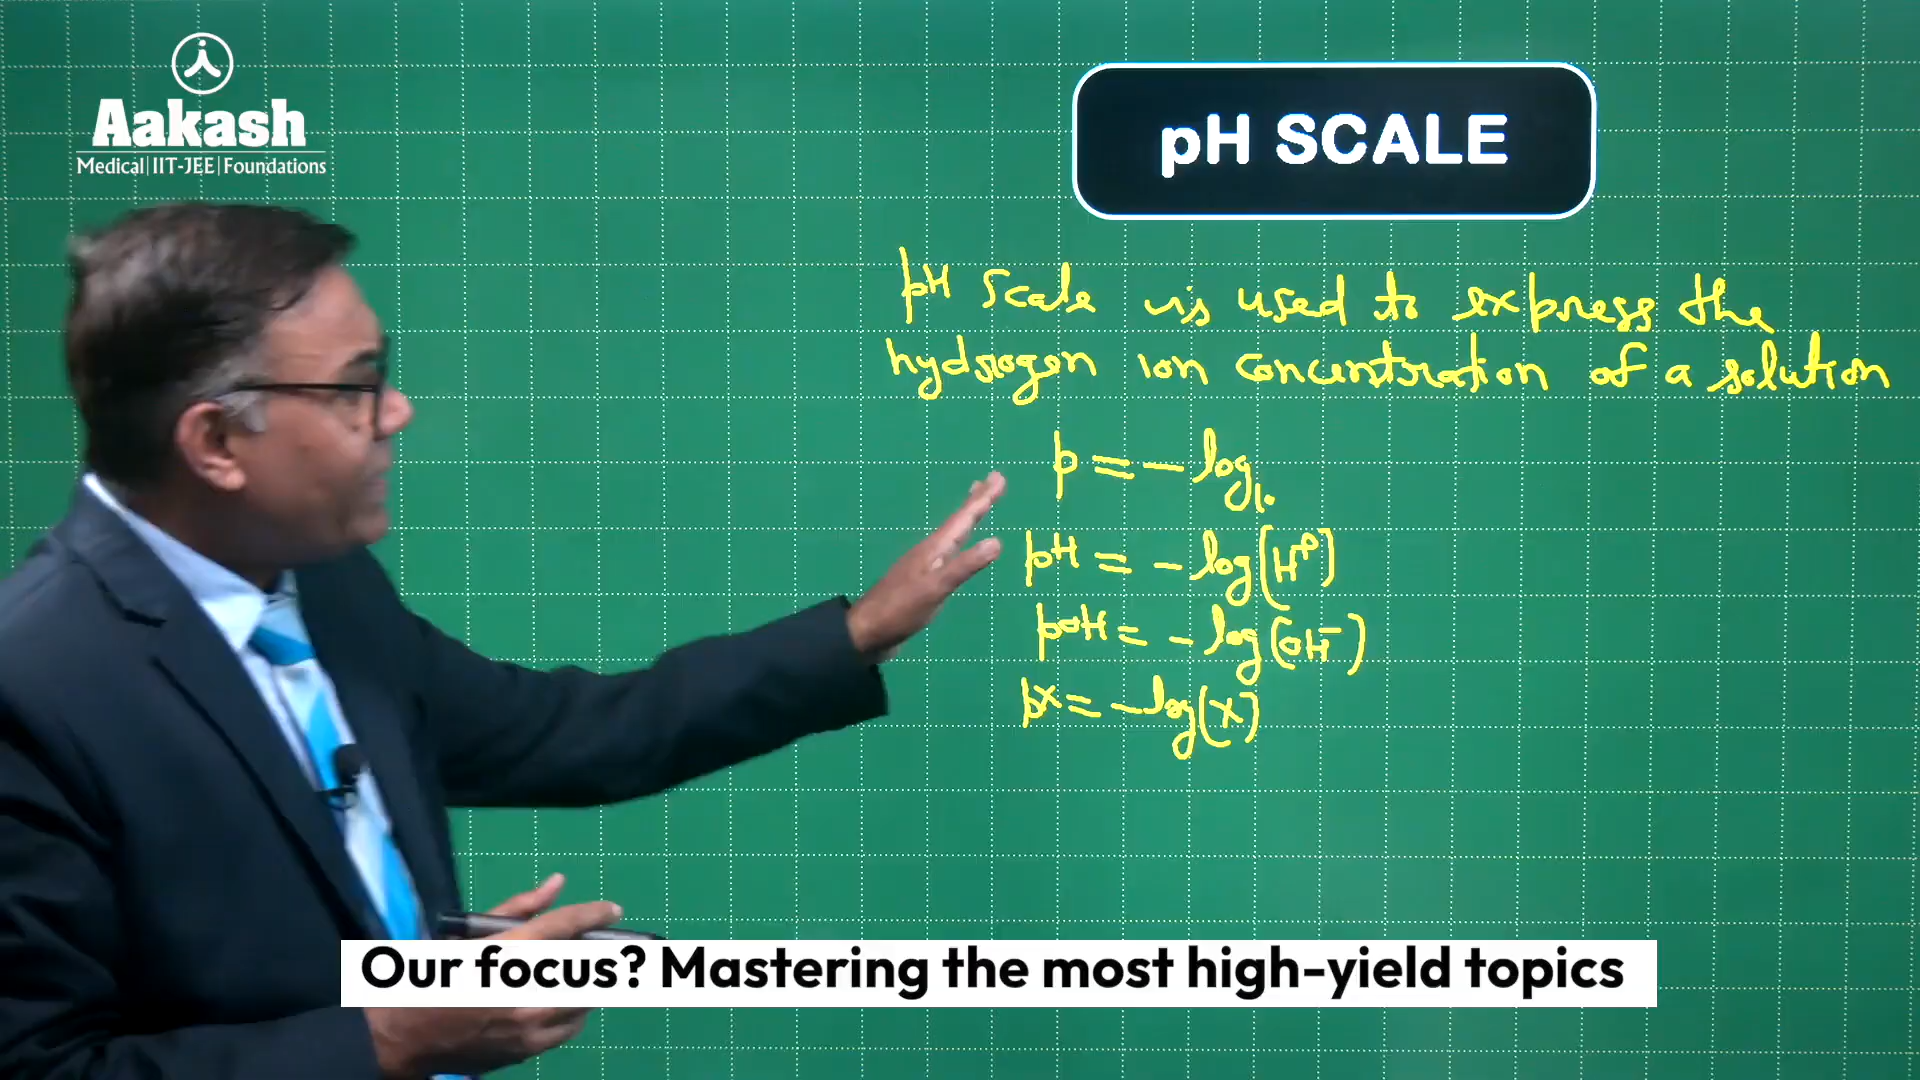 Aakash
Medical|IIT-JEE|Foundations
pH SCALE
pH Scale is used to express the
hydrogen ion concentration of a solution
p = - log₁₀
pH = - log[H⊕]
pOH = - log(OH⁻)
pX = - log(X)
Our focus? Mastering the most high-yield topics